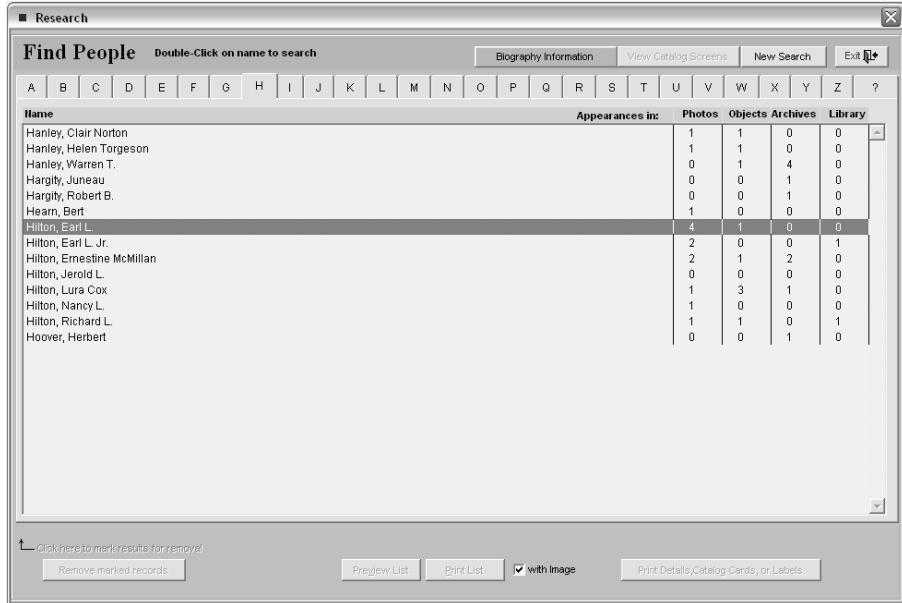 Research
Find People Double-Click on name to search Biography Information View Catalog Screens New Search Exit
A B C D E F G H I J K L M N O P Q R S T U V W X Y Z ?
Name Appearances in: Photos Objects Archives Library
Hanley, Clair Norton 1 1 0 0
Hanley, Helen Torgeson 1 1 0 0
Hanley, Warren T. 0 1 4 0
Hargity, Juneau 0 0 1 0
Hargity, Robert B. 0 0 1 0
Hearn, Bert 1 0 0 0
Hilton, Earl L. 4 1 0 0
Hilton, Earl L. Jr. 2 0 0 1
Hilton, Ernestine McMillan 2 1 2 0
Hilton, Jerold L. 0 0 0 0
Hilton, Lura Cox 1 3 1 0
Hilton, Nancy L. 1 0 0 0
Hilton, Richard L. 1 1 0 1
Hoover, Herbert 0 0 1 0
Click here to mark results for removal
Remove marked records Preview List Print List with Image Print Details,Catalog Cards, or Labels